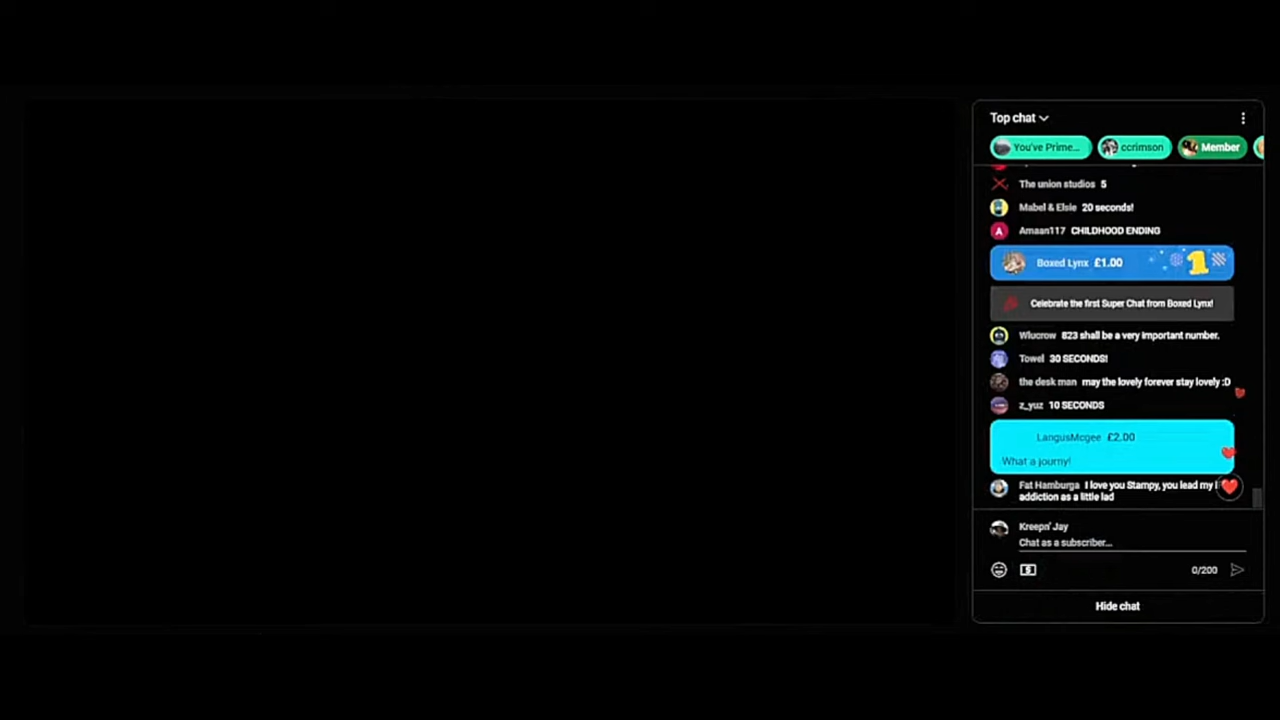 Top chat
You've Prime... ccrimson Member
The union studios 5
Mabel & Elsie 20 seconds!
A Amaan117 CHILDHOOD ENDING
Boxed Lynx £1.00 1
Celebrate the first Super Chat from Boxed Lynx!
Wlucrow 823 shall be a very important number.
Towel 30 SECONDS!
the desk man may the lovely forever stay lovely :D
z_yuz 10 SECONDS
LangusMcgee £2.00
What a journy!
Fat Hamburga I love you Stampy, you lead my
addiction as a little lad
Kreepn' Jay
Chat as a subscriber...
0/200
Hide chat